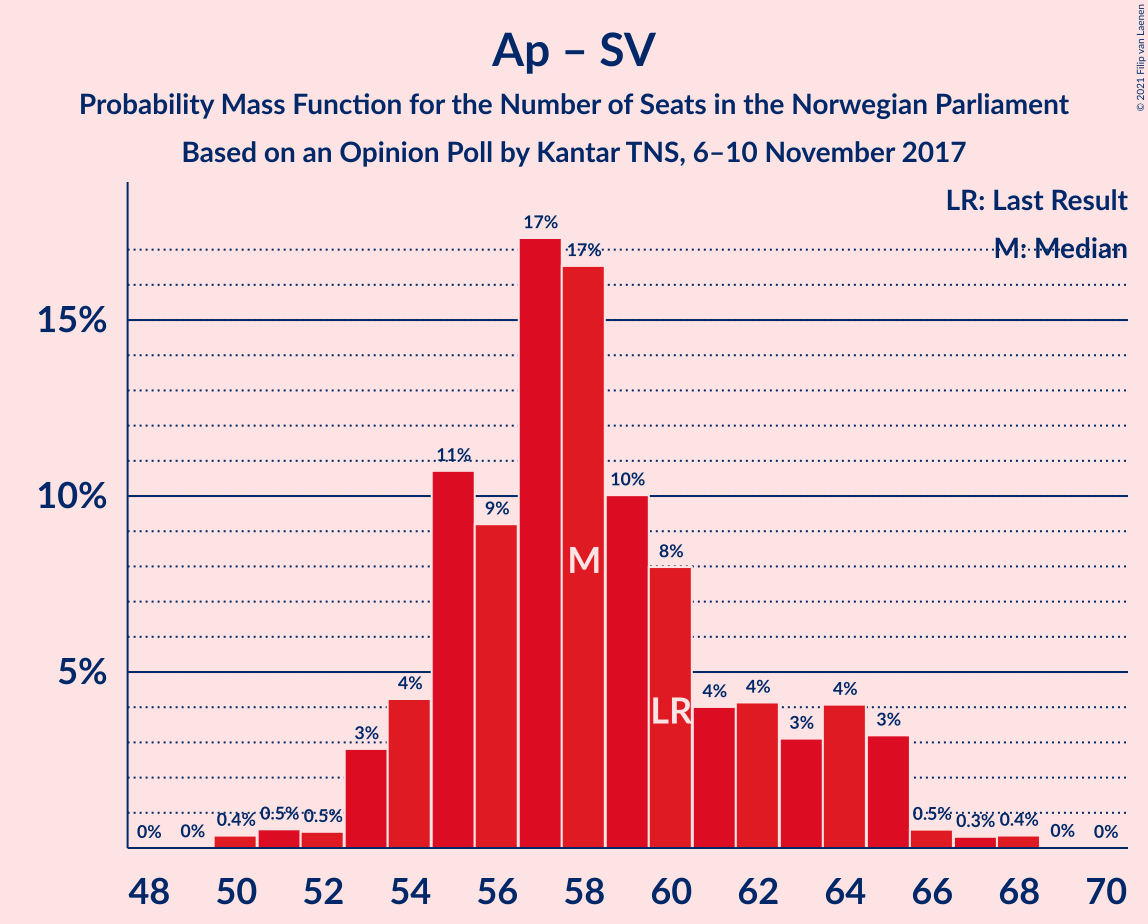 Ap – SV
Probability Mass Function for the Number of Seats in the Norwegian Parliament
Based on an Opinion Poll by Kantar TNS, 6–10 November 2017
© 2021 Filip van Laenen
LR: Last Result
M: Median
15%
10%
5%
0%
0%
0.4%
0.5%
0.5%
3%
4%
11%
9%
17%
17%
10%
8%
4%
4%
3%
4%
3%
0.5%
0.3%
0.4%
0%
0%
M
LR
48 50 52 54 56 58 60 62 64 66 68 70